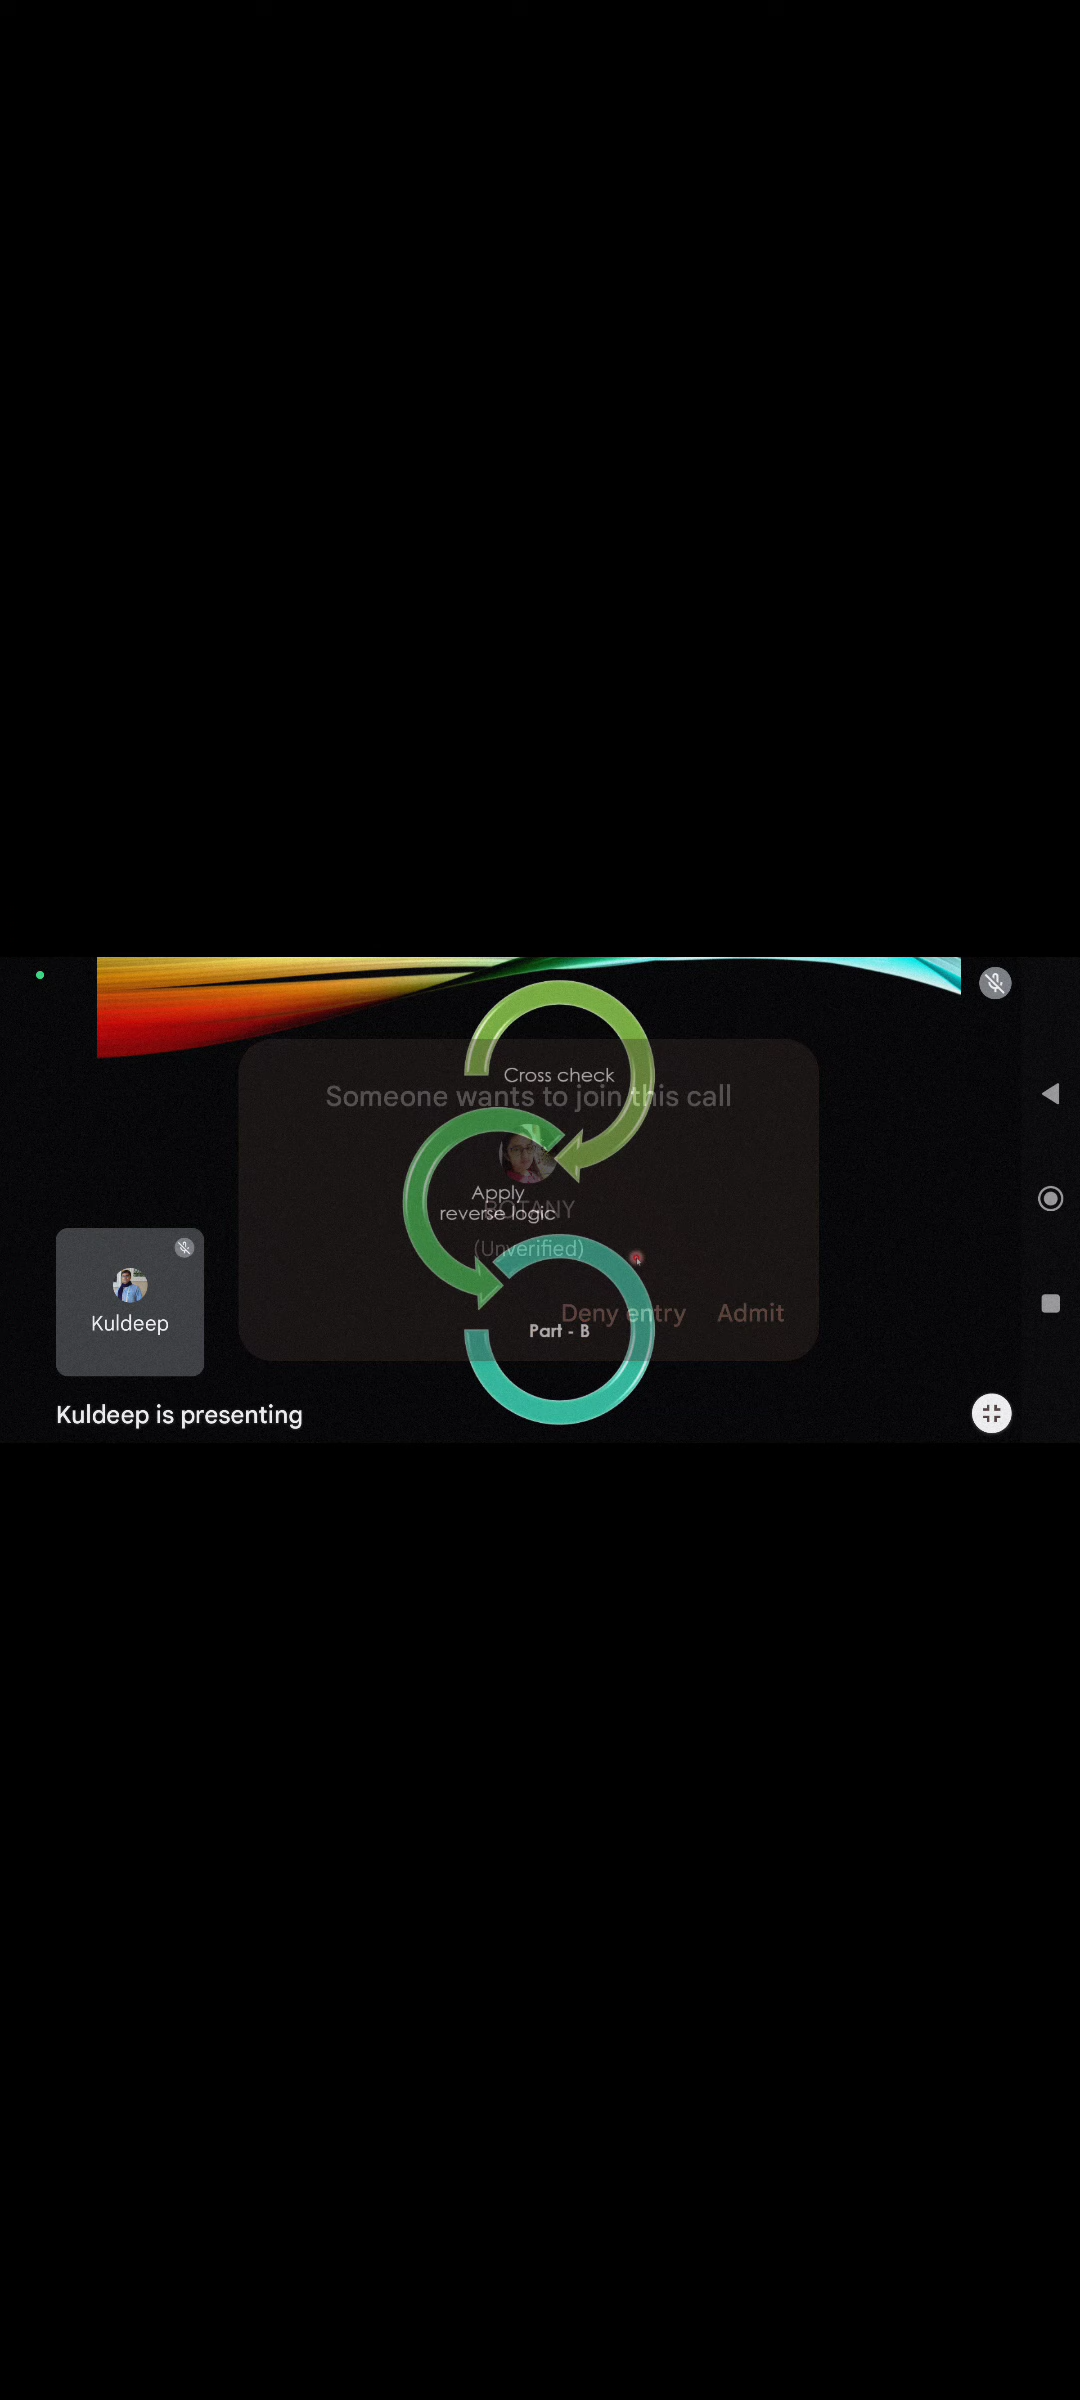 Cross check
Someone wants to join this call
Apply
reverse logic
BOTANY
(Unverified)
Deny entry Admit
Part - B
Kuldeep
Kuldeep is presenting